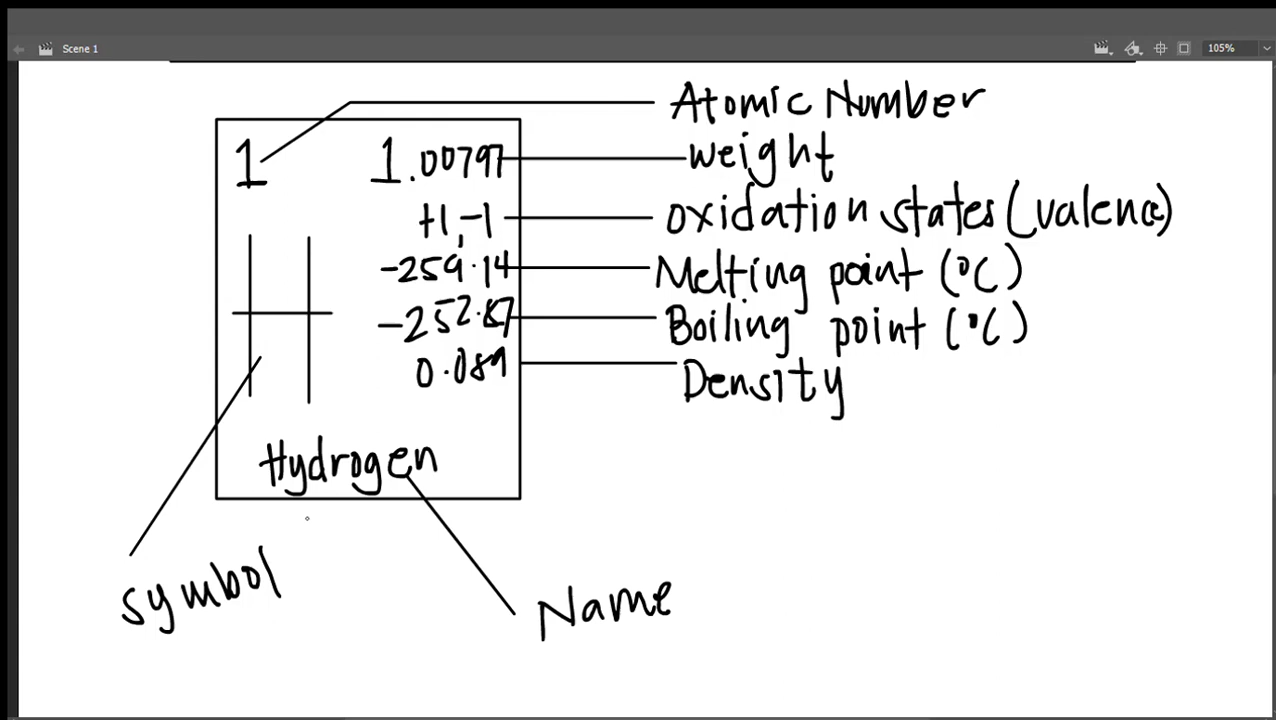 Scene 1
105%
Atomic Number
1
1.00797
weight
+1,-1
oxidation states (valence)
-259.14
Melting point (°C)
-252.87
Boiling point (°C)
0.089
Density
H
Hydrogen
symbol
Name